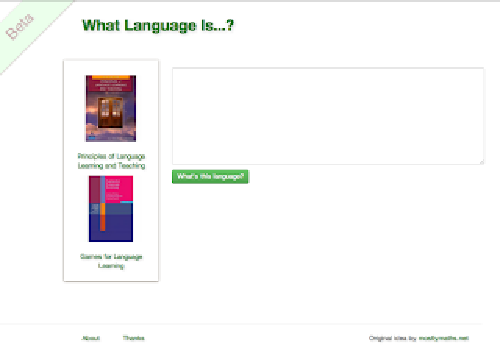 Beta
What Language Is...?
Principles of Language
Learning and Teaching
Games for Language
Learning
What's this language?
About
Thanks
Original idea by mostlymaths.net